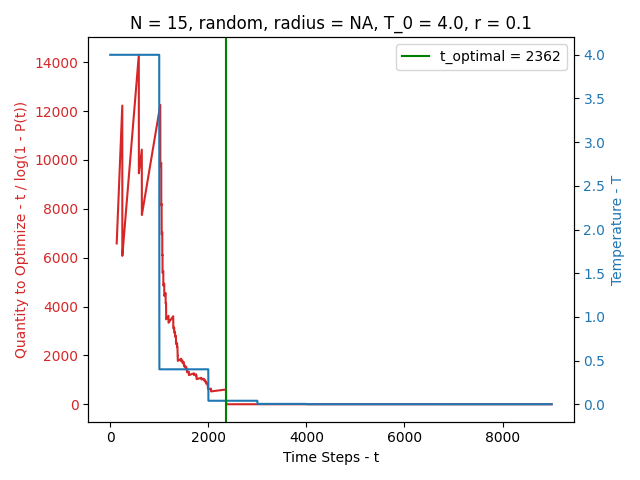 N = 15, random, radius = NA, T_0 = 4.0, r = 0.1
t_optimal = 2362
Quantity to Optimize - t / log(1 - P(t))
14000
12000
10000
8000
6000
4000
2000
0
4.0
3.5
3.0
2.5
2.0
1.5
1.0
0.5
0.0
Temperature - T
0 2000 4000 6000 8000
Time Steps - t